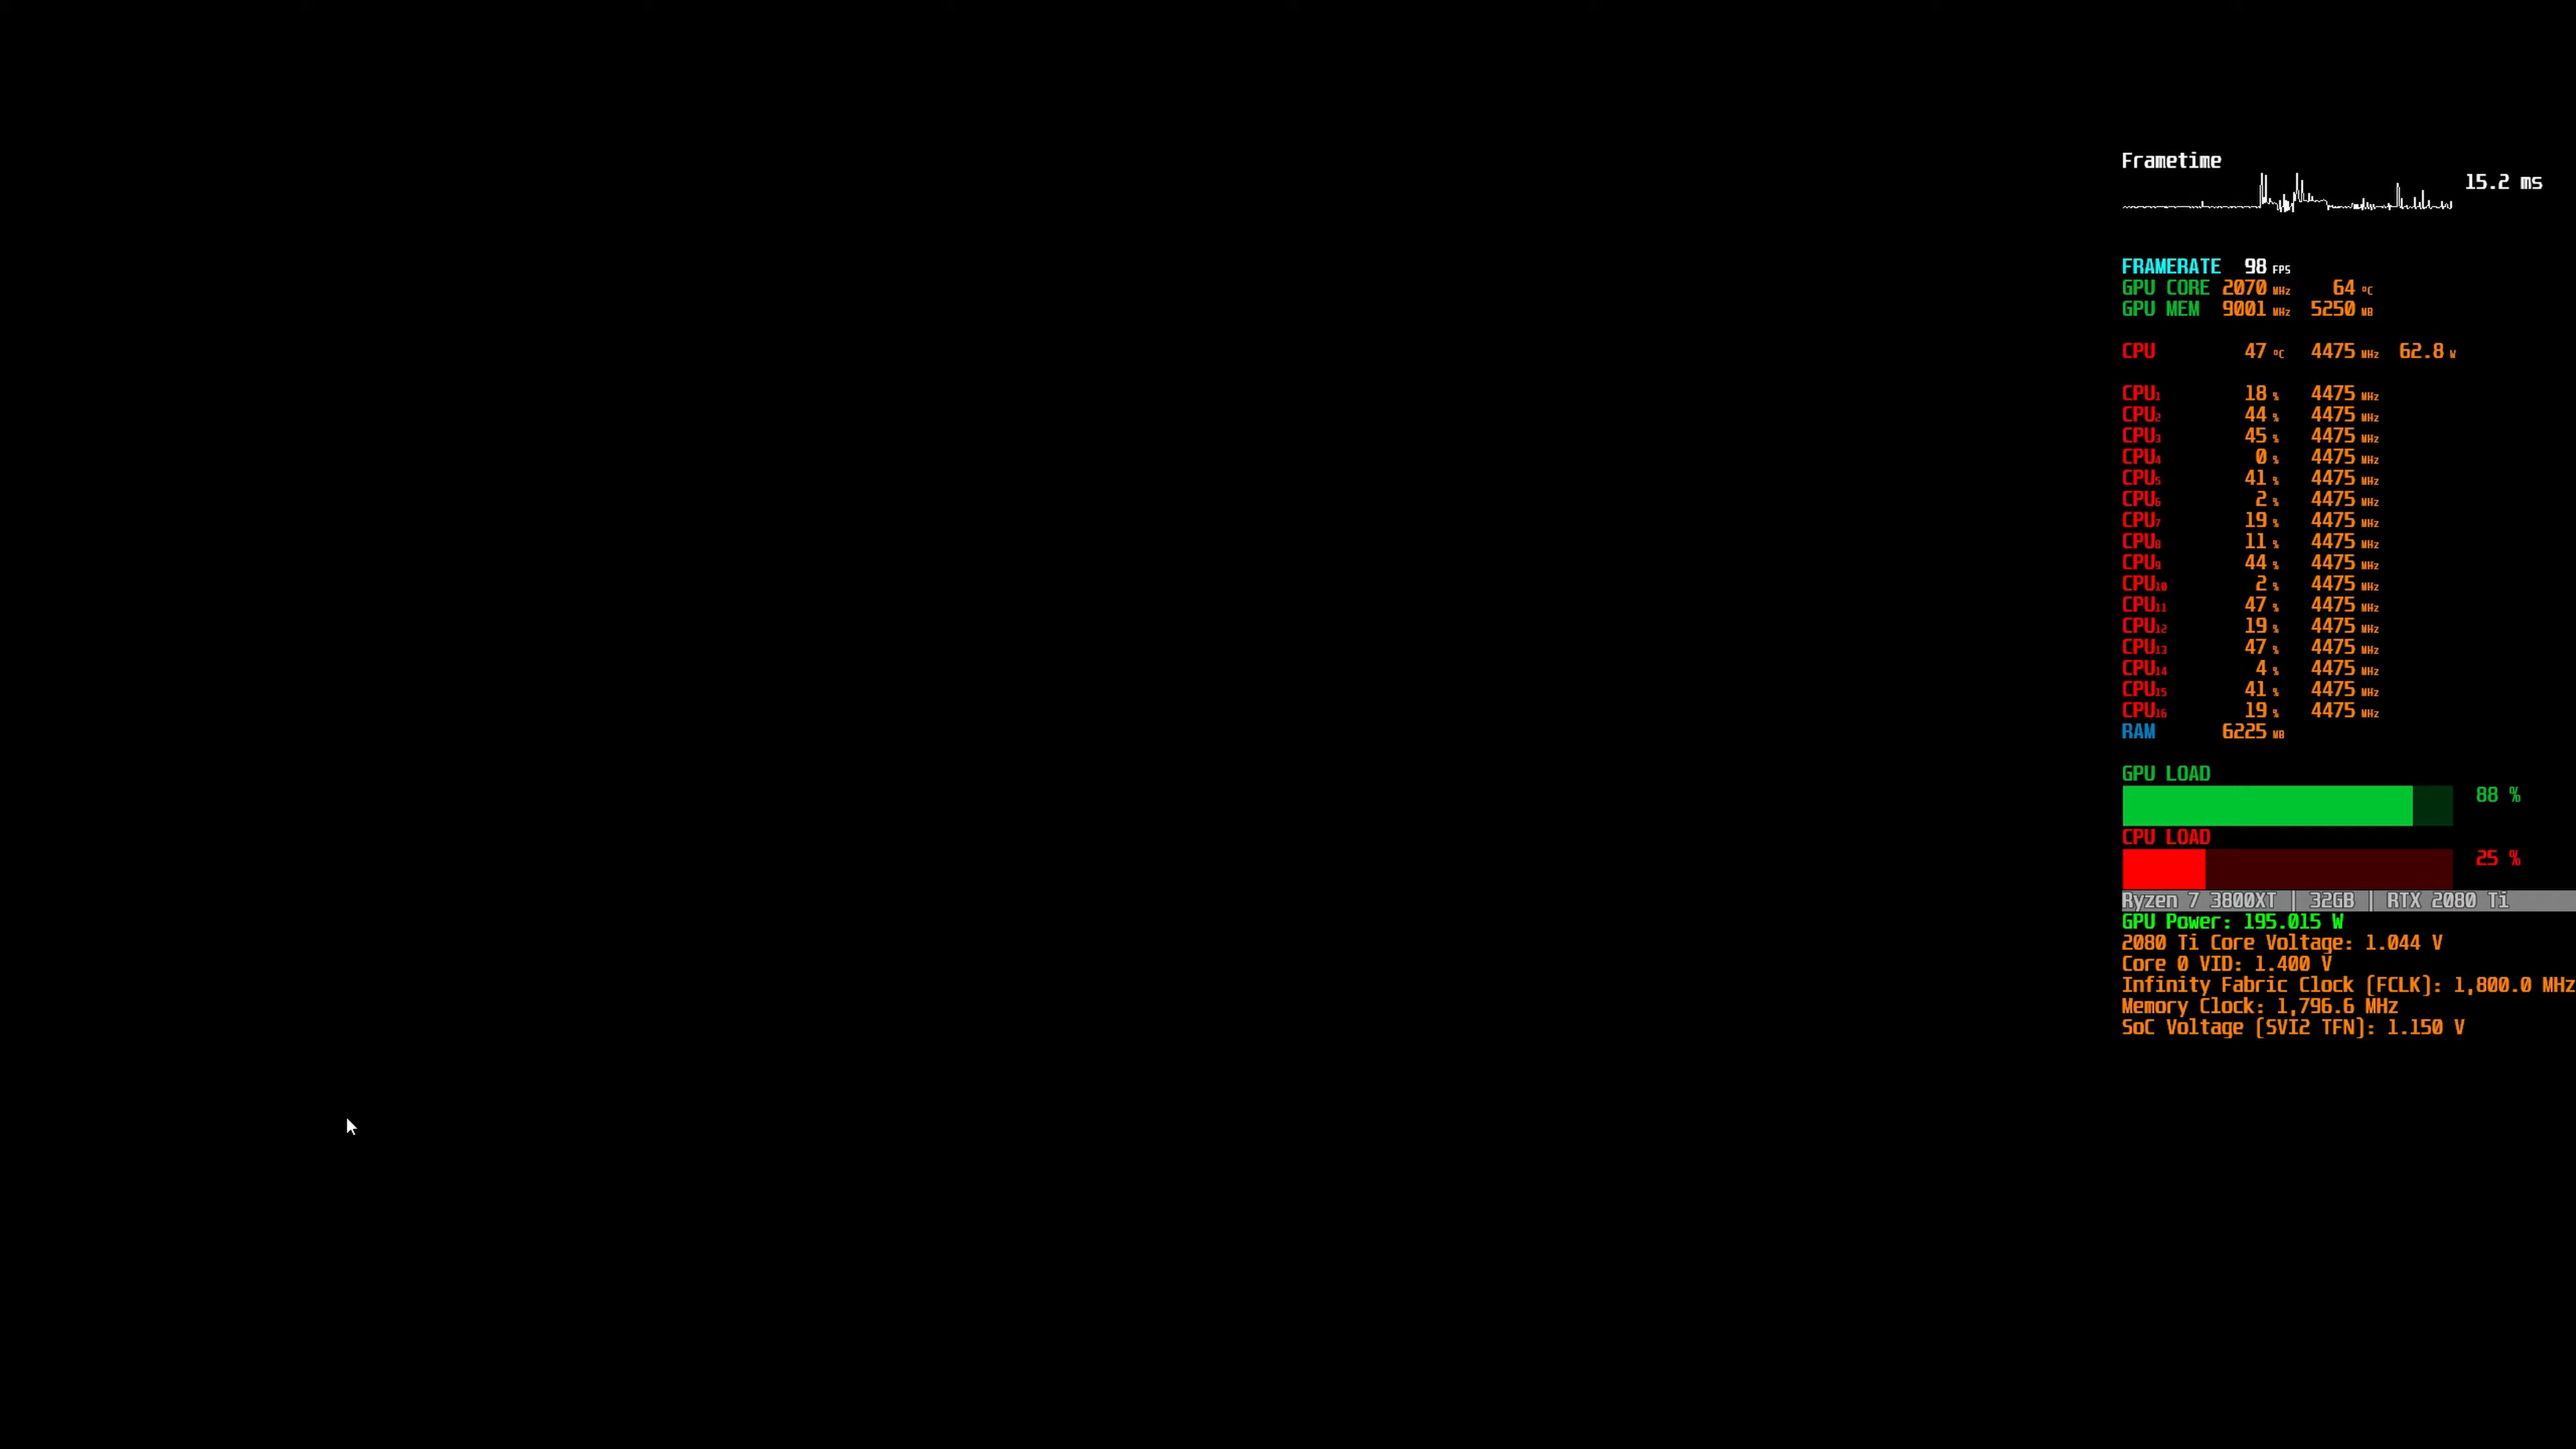 Frametime
15.2 ms
FRAMERATE 98 FPS
GPU CORE 2070 MHz 64 °C
GPU MEM 9001 MHz 5250 MB
CPU 47 °C 4475 MHz 62.8 W
CPU1 18 % 4475 MHz
CPU2 44 % 4475 MHz
CPU3 45 % 4475 MHz
CPU4 0 % 4475 MHz
CPU5 41 % 4475 MHz
CPU6 2 % 4475 MHz
CPU7 19 % 4475 MHz
CPU8 11 % 4475 MHz
CPU9 44 % 4475 MHz
CPU10 2 % 4475 MHz
CPU11 47 % 4475 MHz
CPU12 19 % 4475 MHz
CPU13 47 % 4475 MHz
CPU14 4 % 4475 MHz
CPU15 41 % 4475 MHz
CPU16 19 % 4475 MHz
RAM 6225 MB
GPU LOAD
88 %
CPU LOAD
25 %
Ryzen 7 3800XT | 32GB | RTX 2080 Ti
GPU Power: 195.015 W
2080 Ti Core Voltage: 1.044 V
Core 0 VID: 1.400 V
Infinity Fabric Clock (FCLK): 1,800.0 MHz
Memory Clock: 1,796.6 MHz
SoC Voltage (SVI2 TFN): 1.150 V